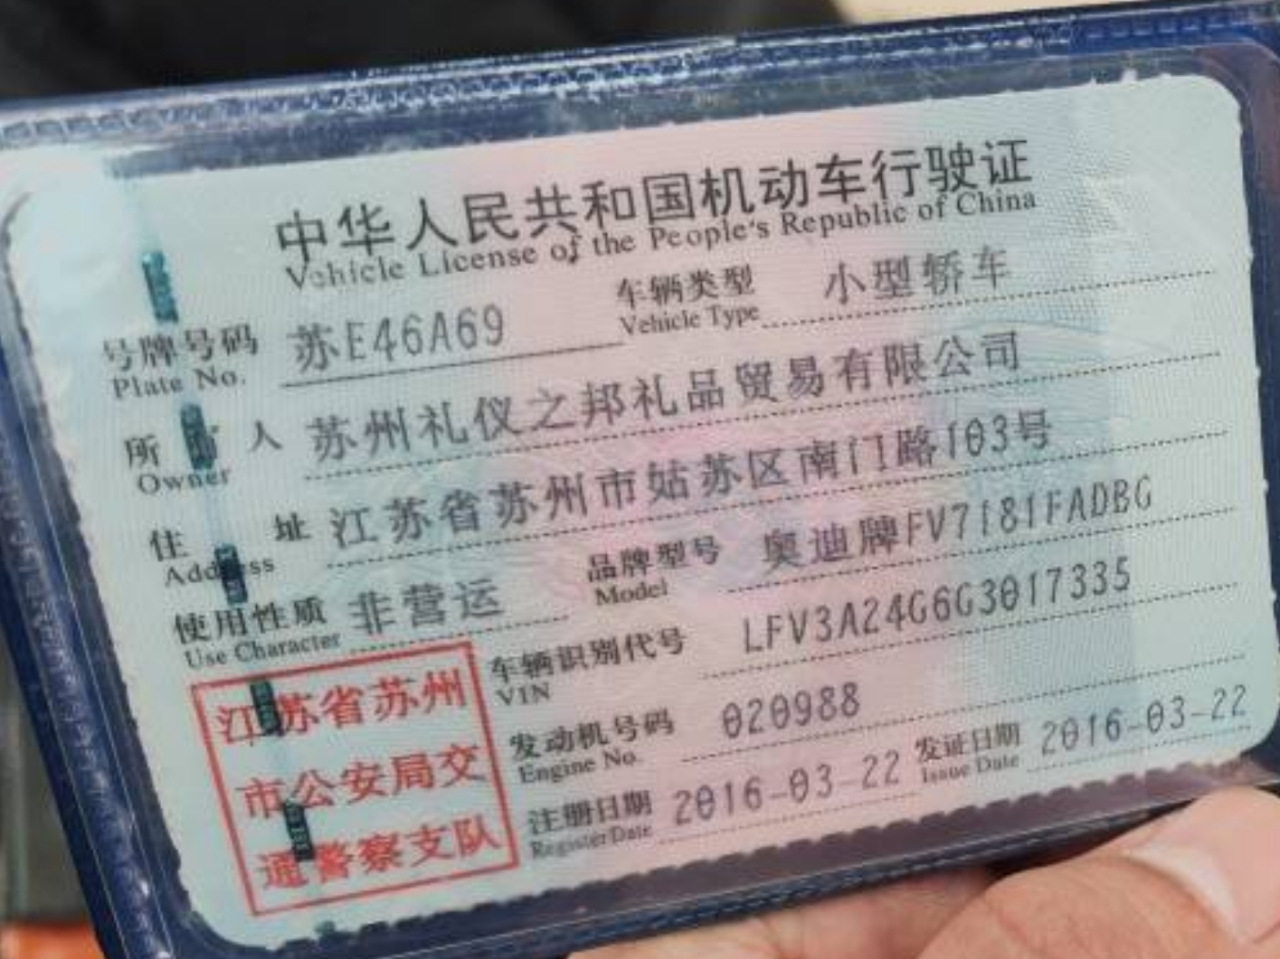 中华人民共和国机动车行驶证
Vehicle License of the People's Republic of China
号牌号码 苏E46A69 车辆类型 小型轿车
Plate No. Vehicle Type
所有人 苏州礼仪之邦礼品贸易有限公司
Owner
住址 江苏省苏州市姑苏区南门路103号
Address
使用性质 非营运 品牌型号 奥迪牌FV7181FADBG
Use Character Model
车辆识别代号 LFV3A24G6G3017335
VIN
发动机号码 020988
Engine No.
注册日期 2016-03-22 发证日期 2016-03-22
Register Date Issue Date
江苏省苏州
市公安局交
通警察支队